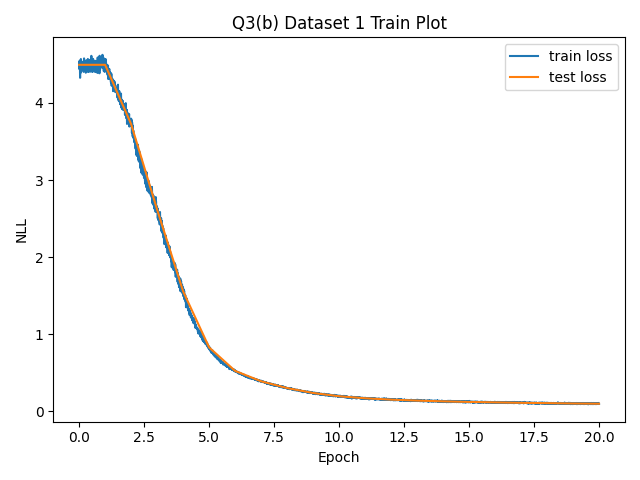 Q3(b) Dataset 1 Train Plot
train loss
test loss
4
3
2
1
0
NLL
0.0 2.5 5.0 7.5 10.0 12.5 15.0 17.5 20.0
Epoch